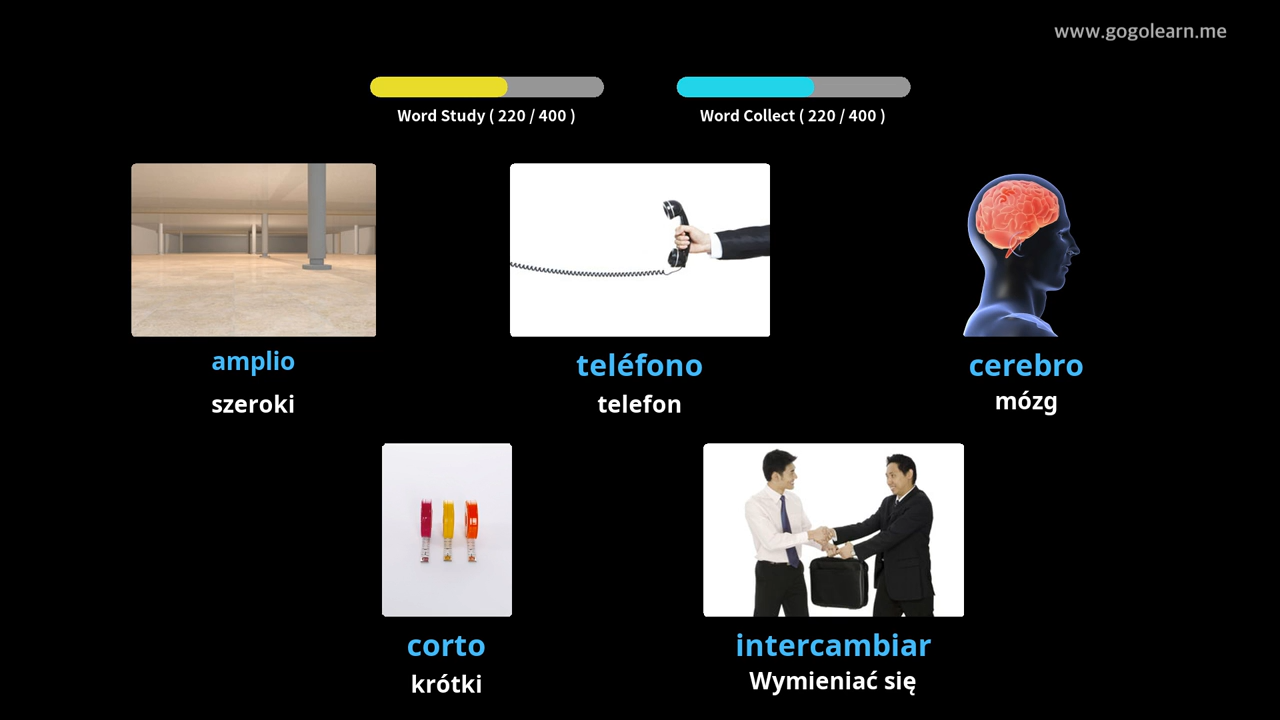 www.gogolearn.me
Word Study ( 220 / 400 )
Word Collect ( 220 / 400 )
amplio
szeroki
teléfono
telefon
cerebro
mózg
corto
krótki
intercambiar
Wymieniać się